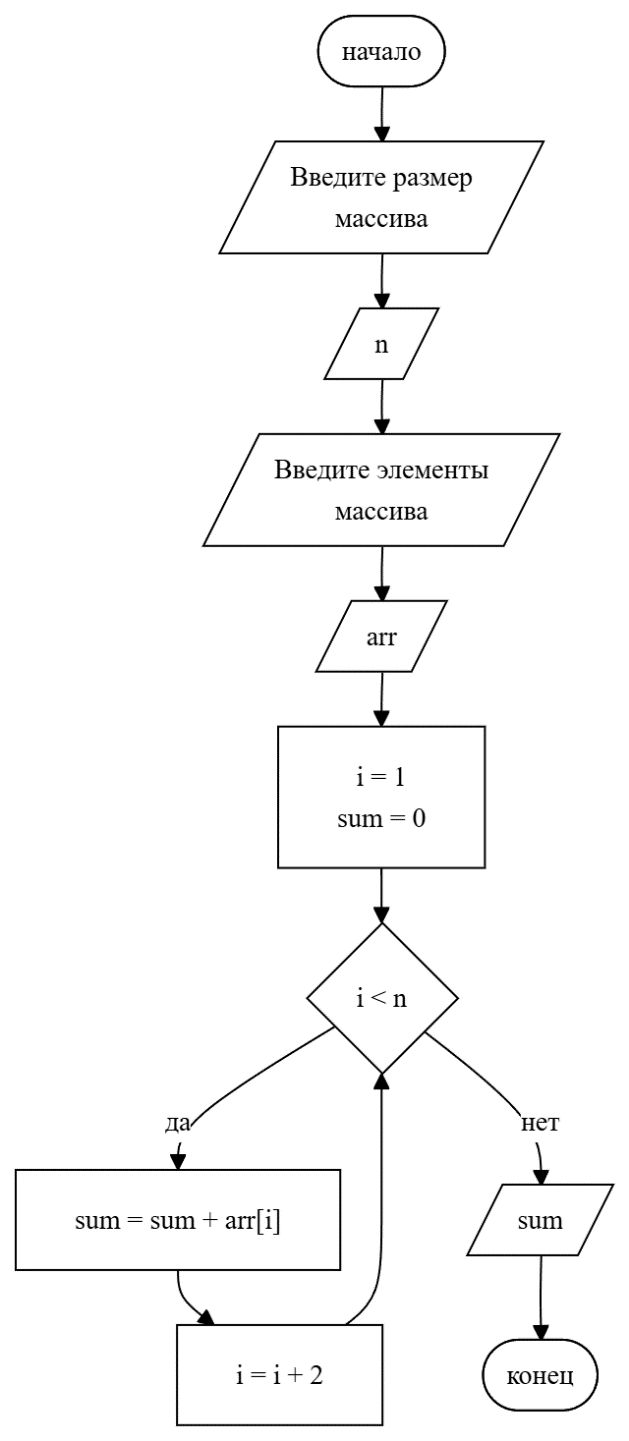 начало
Введите размер
массива
n
Введите элементы
массива
arr
i = 1
sum = 0
i < n
да
нет
sum = sum + arr[i]
sum
i = i + 2
конец